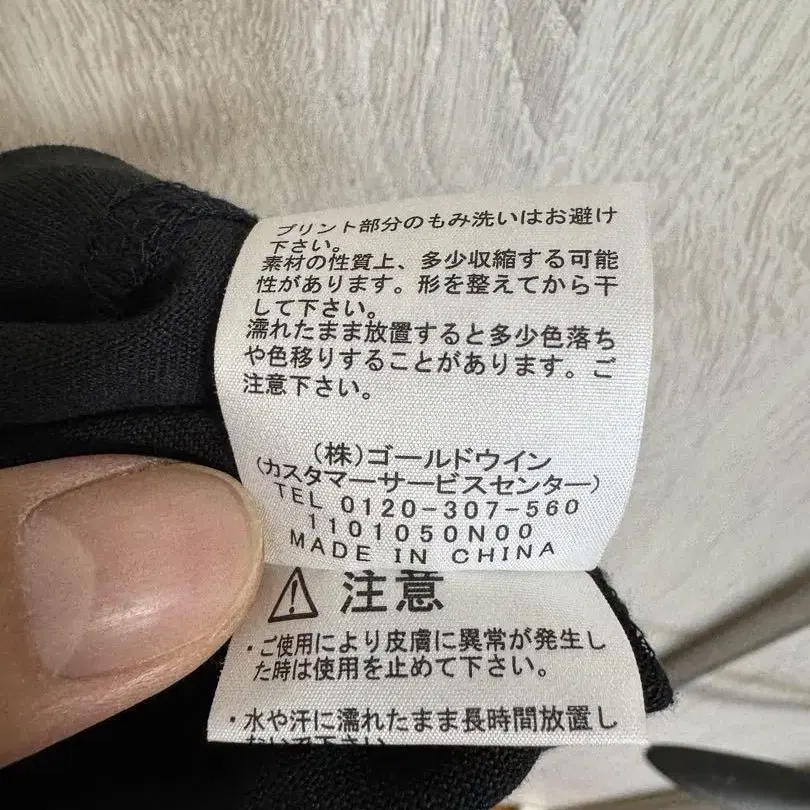 プリント部分のもみ洗いはお避け
下さい。
素材の性質上、多少収縮する可能
性があります。形を整えてから干
して下さい。
濡れたまま放置すると多少色落ち
や色移りすることがあります。ご
注意下さい。
(株)ゴールドウイン
(カスタマーサービスセンター)
TEL 0120-307-560
1101050N00
MADE IN CHINA
注意
・ご使用により皮膚に異常が発生し
た時は使用を止めて下さい。
・水や汗に濡れたまま長時間放置し
ないで下さい。